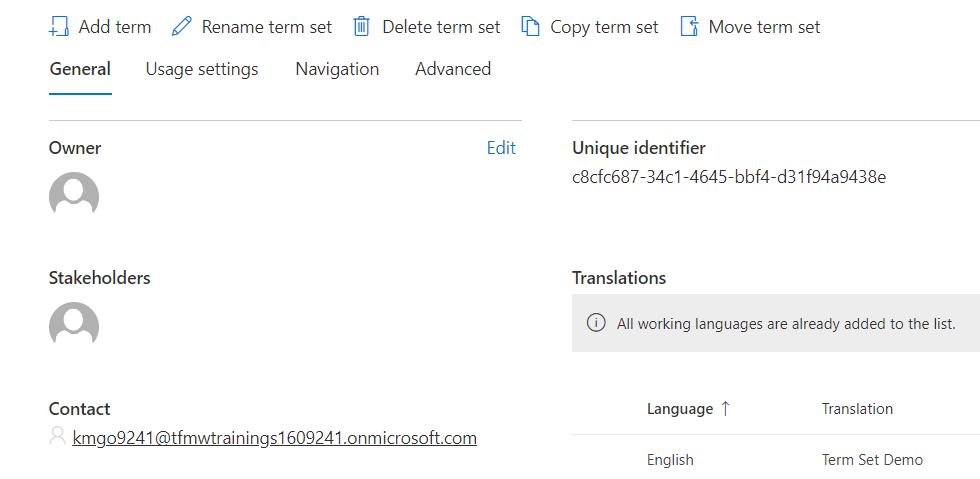 Add term Rename term set Delete term set Copy term set Move term set
General Usage settings Navigation Advanced
Owner Edit
Unique identifier
c8cfc687-34c1-4645-bbf4-d31f94a9438e
Stakeholders
Translations
All working languages are already added to the list.
Contact
kmgo9241@tfmwtrainings1609241.onmicrosoft.com
Language ↑ Translation
English Term Set Demo